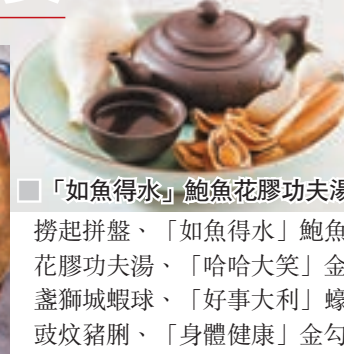 ■「如魚得水」鮑魚花膠功夫湯
撈起拼盤、「如魚得水」鮑魚
花膠功夫湯、「哈哈大笑」金
盞獅城蝦球、「好事大利」蠔
豉炆豬脷、「身體健康」金勾